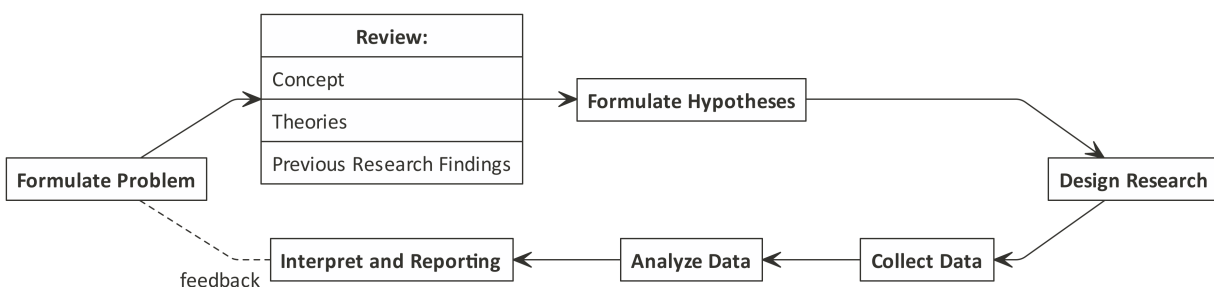 Review:
Concept
Theories
Previous Research Findings
Formulate Hypotheses
Formulate Problem
Design Research
Interpret and Reporting
Analyze Data
Collect Data
feedback